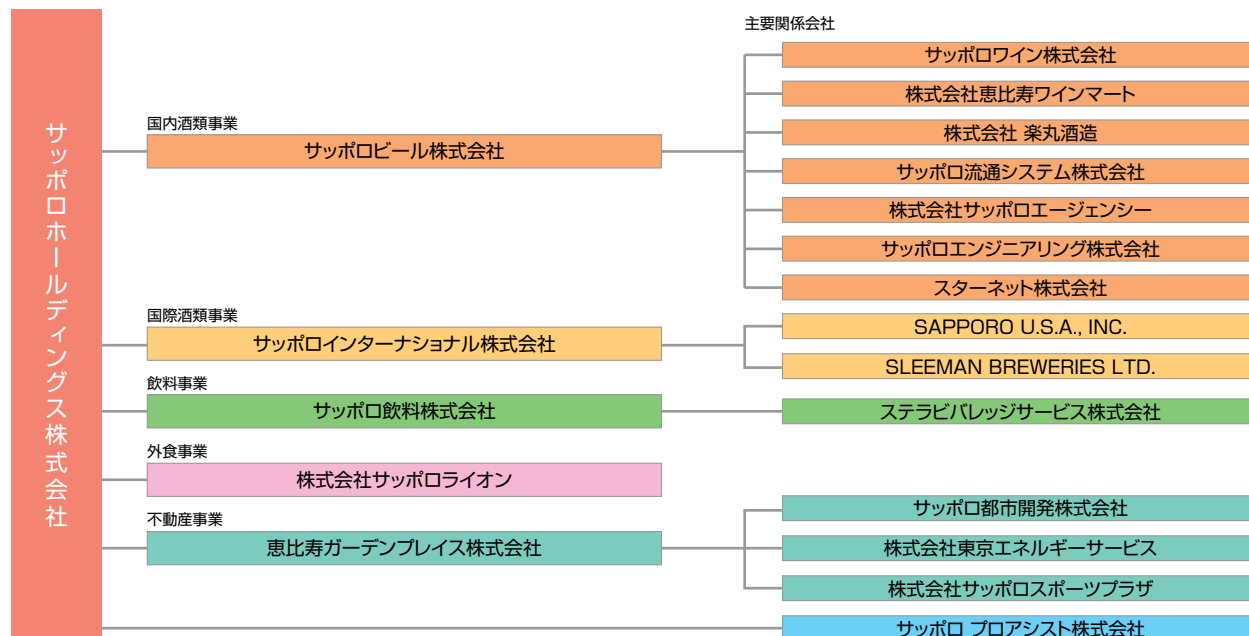 サッポロホールディングス株式会社
主要関係会社
国内酒類事業
サッポロビール株式会社
サッポロワイン株式会社
株式会社恵比寿ワインマート
株式会社 楽丸酒造
サッポロ流通システム株式会社
株式会社サッポロエージェンシー
サッポロエンジニアリング株式会社
スターネット株式会社
国際酒類事業
サッポロインターナショナル株式会社
SAPPORO U.S.A., INC.
SLEEMAN BREWERIES LTD.
飲料事業
サッポロ飲料株式会社
ステラビバレッジサービス株式会社
外食事業
株式会社サッポロライオン
不動産事業
恵比寿ガーデンプレイス株式会社
サッポロ都市開発株式会社
株式会社東京エネルギーサービス
株式会社サッポロスポーツプラザ
サッポロ プロアシスト株式会社